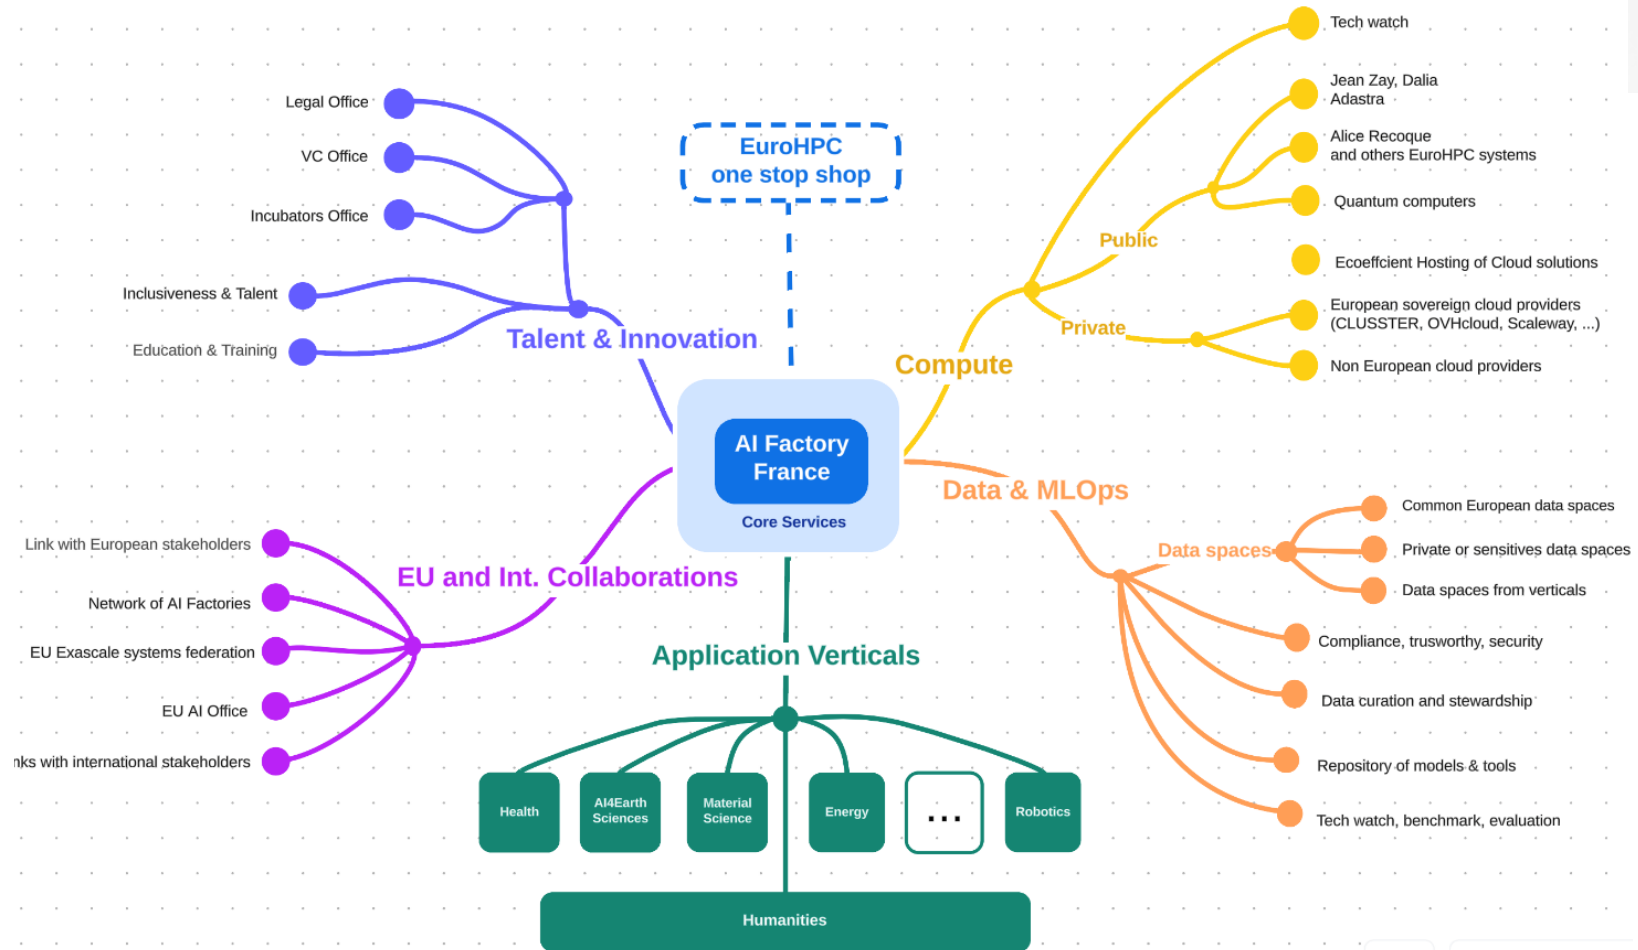 Tech watch
Jean Zay, Dalia
Adastra
Alice Recoque
and others EuroHPC systems
Quantum computers
Public
Ecoeffcient Hosting of Cloud solutions
European sovereign cloud providers
(CLUSSTER, OVHcloud, Scaleway, ...)
Private
Non European cloud providers
Compute
EuroHPC
one stop shop
Legal Office
VC Office
Incubators Office
Inclusiveness & Talent
Education & Training
Talent & Innovation
AI Factory
France
Core Services
Data & MLOps
Common European data spaces
Data spaces
Private or sensitives data spaces
Data spaces from verticals
Compliance, trusworthy, security
Data curation and stewardship
Repository of models & tools
Tech watch, benchmark, evaluation
Link with European stakeholders
EU and Int. Collaborations
Network of AI Factories
EU Exascale systems federation
EU AI Office
nks with international stakeholders
Application Verticals
Health
AI4Earth
Sciences
Material
Science
Energy
...
Robotics
Humanities